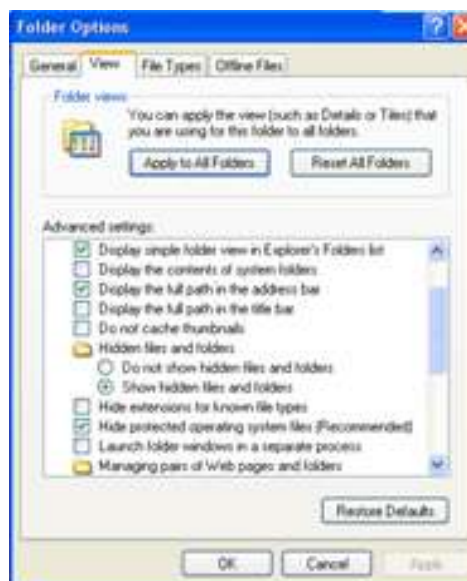 Folder Options
General View File Types Offline Files
Folder views
You can apply the view (such as Details or Tiles) that
you are using for this folder to all folders.
Apply to All Folders Reset All Folders
Advanced settings:
Display simple folder view in Explorer's Folders list
Display the contents of system folders
Display the full path in the address bar
Display the full path in the title bar
Do not cache thumbnails
Hidden files and folders
Do not show hidden files and folders
Show hidden files and folders
Hide extensions for known file types
Hide protected operating system files (Recommended)
Launch folder windows in a separate process
Managing pairs of Web pages and folders
Restore Defaults
OK Cancel Apply